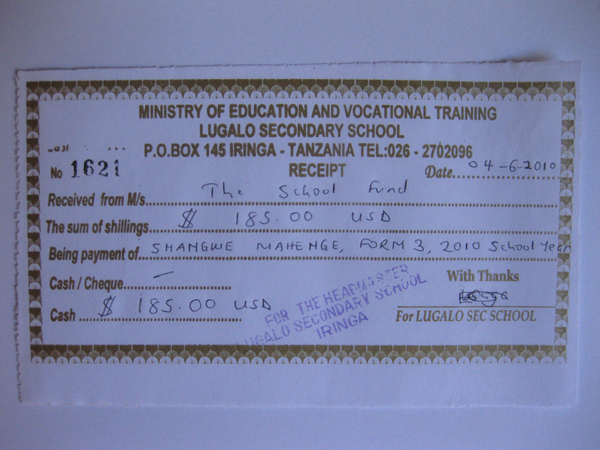 MINISTRY OF EDUCATION AND VOCATIONAL TRAINING
LUGALO SECONDARY SCHOOL
P.O.BOX 145 IRINGA - TANZANIA TEL:026 - 2702096
No 1621 RECEIPT Date 04-6-2010
Received from M/s The School Fund
The sum of shillings $ 185.00 USD
Being payment of SHANGWE MAHENGE, FORM 3, 2010 School Year
Cash / Cheque — With Thanks
Cash $ 185.00 USD For LUGALO SEC SCHOOL
FOR THE HEADMASTER
LUGALO SECONDARY SCHOOL
IRINGA